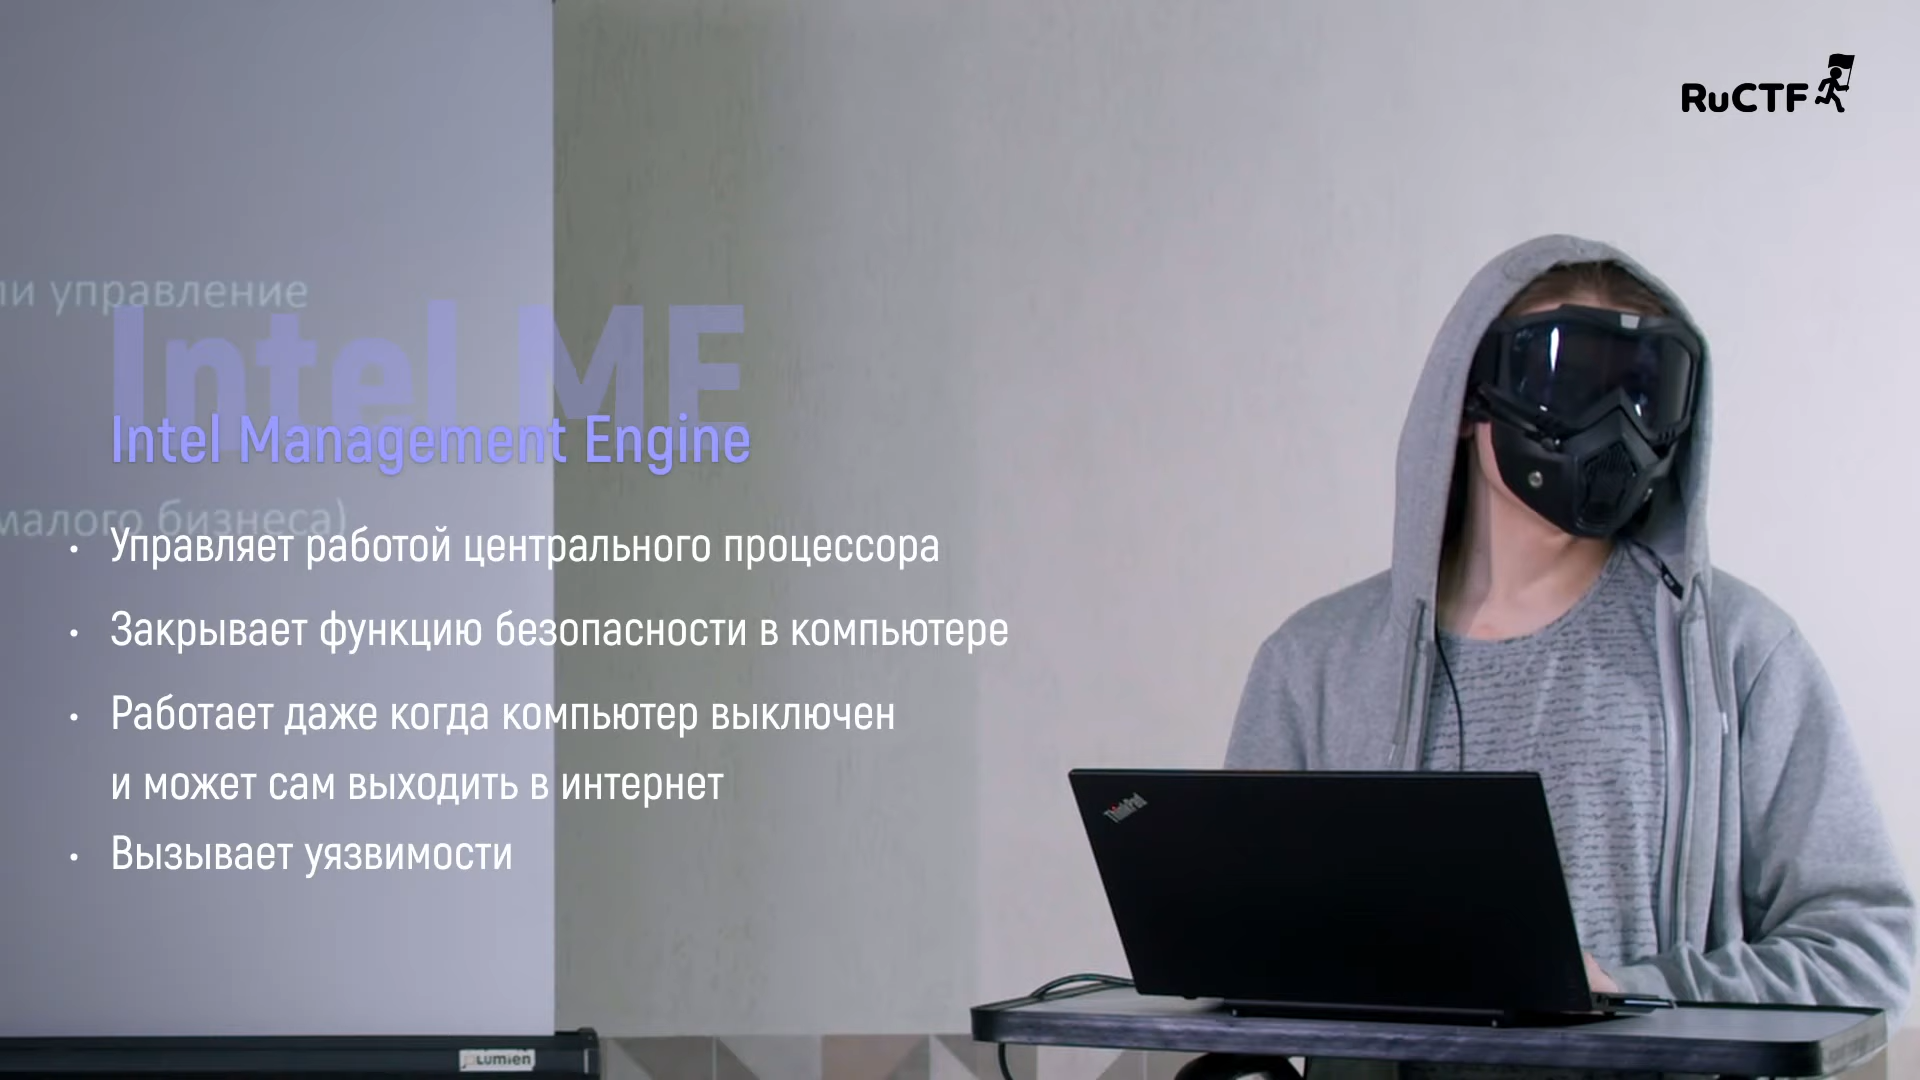 RuCTF
ли управление
Intel ME
Intel Management Engine
малого бизнеса)
• Управляет работой центрального процессора
• Закрывает функцию безопасности в компьютере
• Работает даже когда компьютер выключен
и может сам выходить в интернет
• Вызывает уязвимости
ThinkPad
Lumien